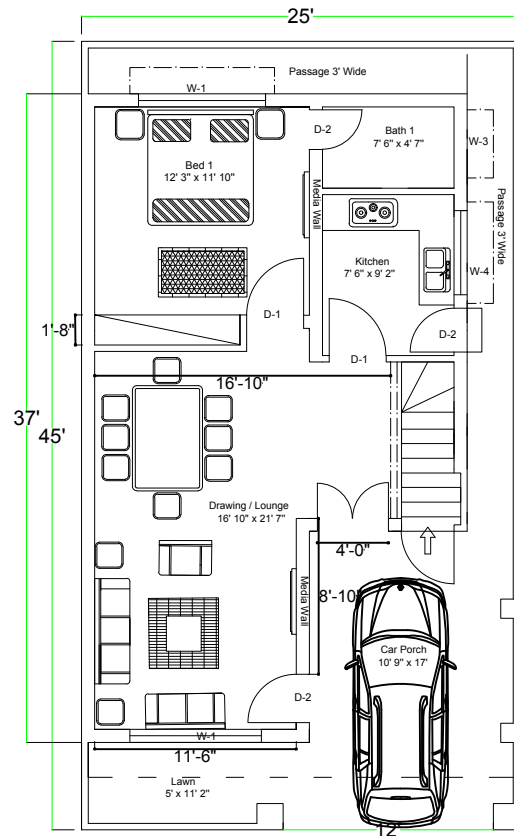 25'
Passage 3' Wide
W-1
D-2
Bath 1
7' 6" x 4' 7"
W-3
Bed 1
12' 3" x 11' 10"
Media Wall
Passage 3' Wide
Kitchen
7' 6" x 9' 2"
W-4
1'-8"
D-1
D-1
D-2
16'-10"
37'
45'
Drawing / Lounge
16' 10" x 21' 7"
4'-0"
Media Wall
8'-10"
Car Porch
10' 9" x 17'
D-2
W-1
11'-6"
Lawn
5' x 11' 2"
12'